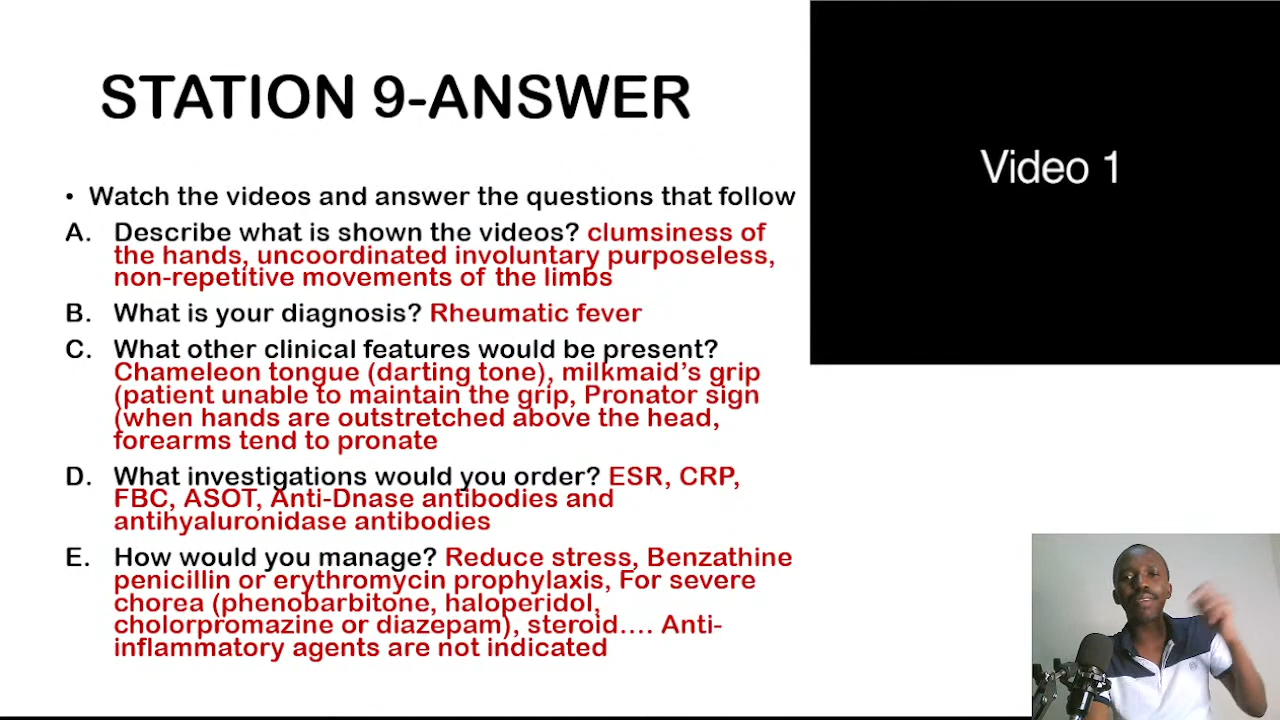 STATION 9-ANSWER
Video 1
• Watch the videos and answer the questions that follow
A. Describe what is shown the videos? clumsiness of
the hands, uncoordinated involuntary purposeless,
non-repetitive movements of the limbs
B. What is your diagnosis? Rheumatic fever
C. What other clinical features would be present?
Chameleon tongue (darting tone), milkmaid's grip
(patient unable to maintain the grip, Pronator sign
(when hands are outstretched above the head,
forearms tend to pronate
D. What investigations would you order? ESR, CRP,
FBC, ASOT, Anti-Dnase antibodies and
antihyaluronidase antibodies
E. How would you manage? Reduce stress, Benzathine
penicillin or erythromycin prophylaxis, For severe
chorea (phenobarbitone, haloperidol,
cholorpromazine or diazepam), steroid.... Anti-
inflammatory agents are not indicated